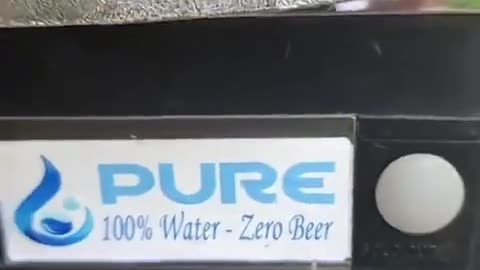 PURE
100% Water - Zero Beer